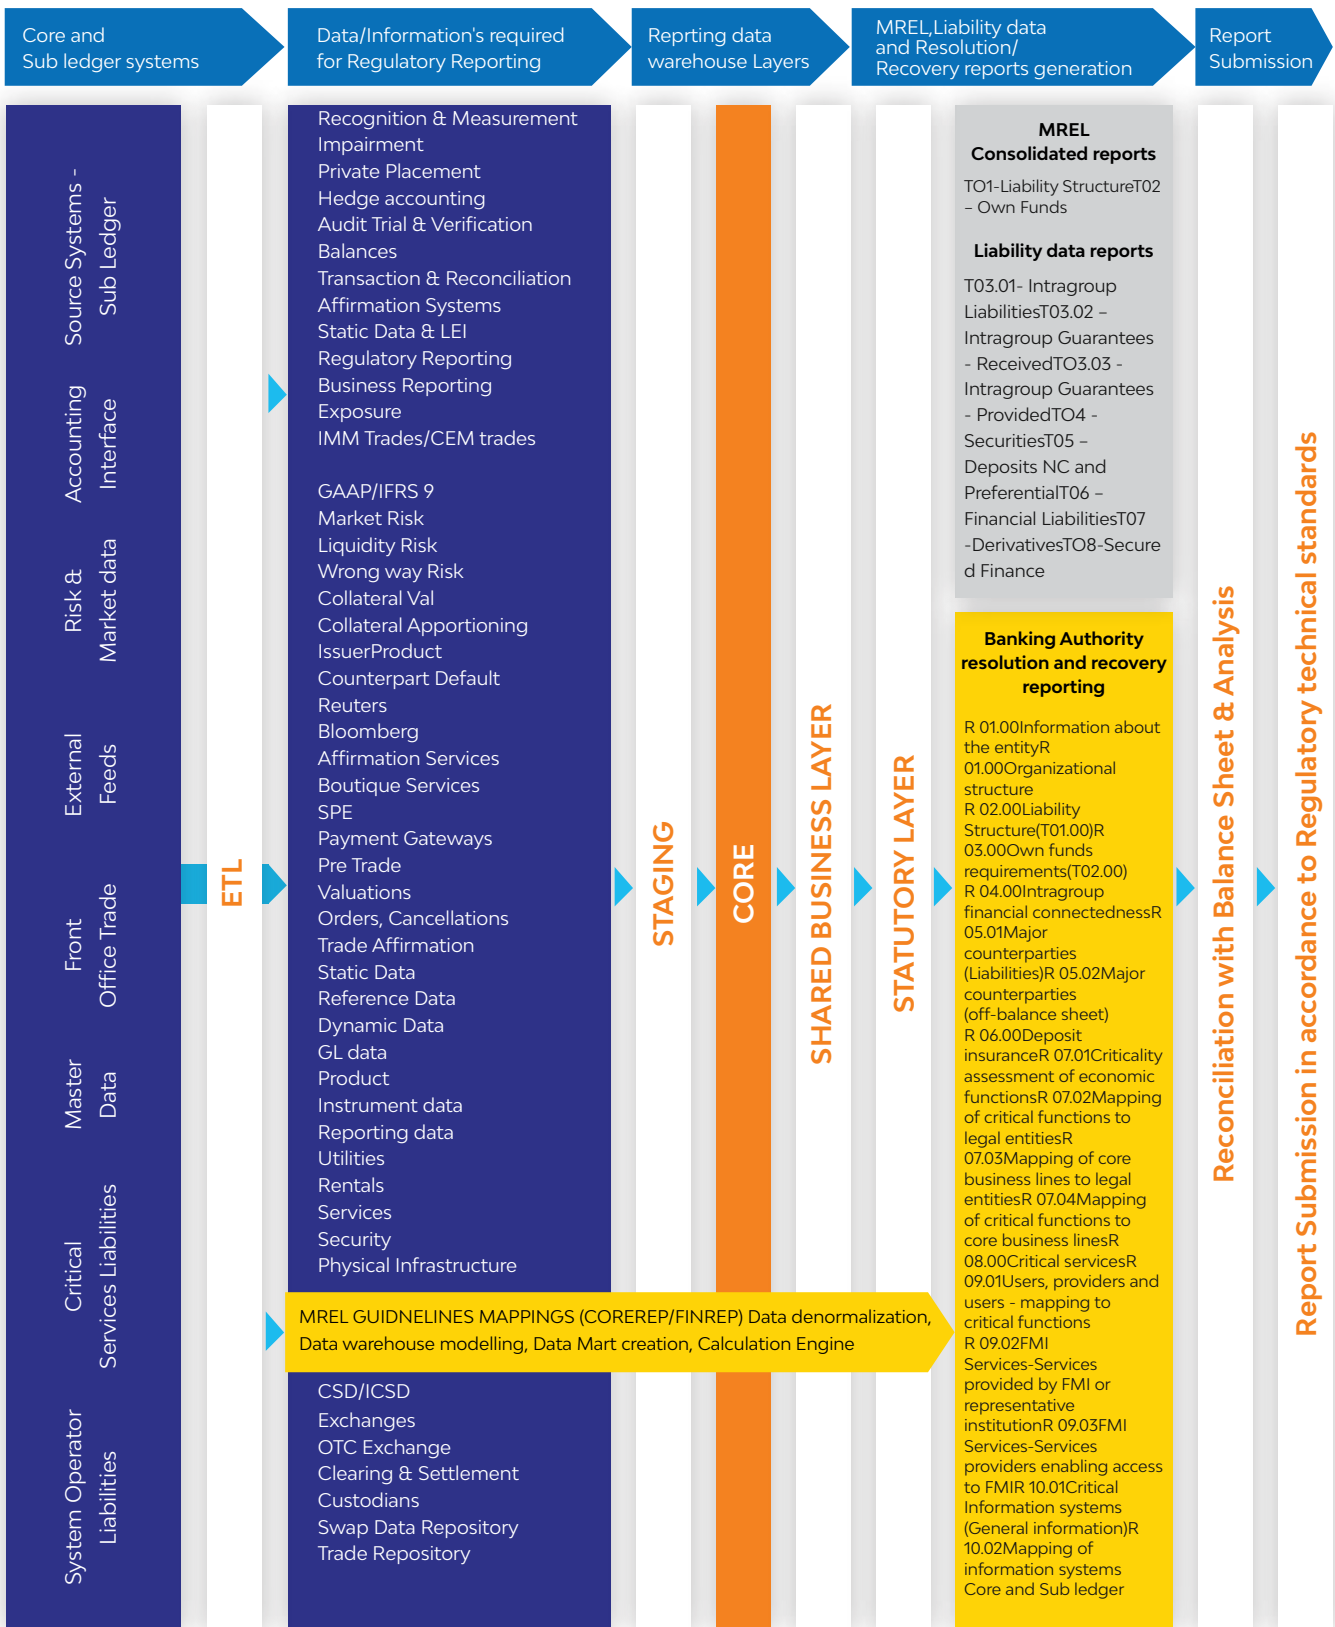 Core and
Sub ledger systems
Data/Information's required
for Regulatory Reporting
Reprting data
warehouse Layers
MREL,Liability data
and Resolution/
Recovery reports generation
Report
Submission
Source Systems -
Sub Ledger
Accounting
Interface
Risk &
Market data
External
Feeds
Front
Office Trade
Master
Data
Critical
Services Liabilities
System Operator
Liabilities
ETL
Recognition & Measurement
Impairment
Private Placement
Hedge accounting
Audit Trial & Verification
Balances
Transaction & Reconciliation
Affirmation Systems
Static Data & LEI
Regulatory Reporting
Business Reporting
Exposure
IMM Trades/CEM trades
GAAP/IFRS 9
Market Risk
Liquidity Risk
Wrong way Risk
Collateral Val
Collateral Apportioning
IssuerProduct
Counterpart Default
Reuters
Bloomberg
Affirmation Services
Boutique Services
SPE
Payment Gateways
Pre Trade
Valuations
Orders, Cancellations
Trade Affirmation
Static Data
Reference Data
Dynamic Data
GL data
Product
Instrument data
Reporting data
Utilities
Rentals
Services
Security
Physical Infrastructure
MREL GUIDNELINES MAPPINGS (COREREP/FINREP) Data denormalization,
Data warehouse modelling, Data Mart creation, Calculation Engine
CSD/ICSD
Exchanges
OTC Exchange
Clearing & Settlement
Custodians
Swap Data Repository
Trade Repository
STAGING
CORE
SHARED BUSINESS LAYER
STATUTORY LAYER
MREL
Consolidated reports
TO1-Liability StructureT02
– Own Funds
Liability data reports
T03.01- Intragroup
LiabilitiesT03.02 –
Intragroup Guarantees
- ReceivedTO3.03 -
Intragroup Guarantees
- ProvidedTO4 -
SecuritiesT05 –
Deposits NC and
PreferentialT06 –
Financial LiabilitiesT07
-DerivativesTO8-Secure
d Finance
Banking Authority
resolution and recovery
reporting
R 01.00Information about
the entityR
01.00Organizational
structure
R 02.00Liability
Structure(T01.00)R
03.00Own funds
requirements(T02.00)
R 04.00Intragroup
financial connectednessR
05.01Major
counterparties
(Liabilities)R 05.02Major
counterparties
(off-balance sheet)
R 06.00Deposit
insuranceR 07.01Criticality
assessment of economic
functionsR 07.02Mapping
of critical functions to
legal entitiesR
07.03Mapping of core
business lines to legal
entitiesR 07.04Mapping
of critical functions to
core business linesR
08.00Critical servicesR
09.01Users, providers and
users - mapping to
critical functions
R 09.02FMI
Services-Services
provided by FMI or
representative
institutionR 09.03FMI
Services-Services
providers enabling access
to FMIR 10.01Critical
Information systems
(General information)R
10.02Mapping of
information systems
Core and Sub ledger
Reconciliation with Balance Sheet & Analysis
Report Submission in accordance to Regulatory technical standards